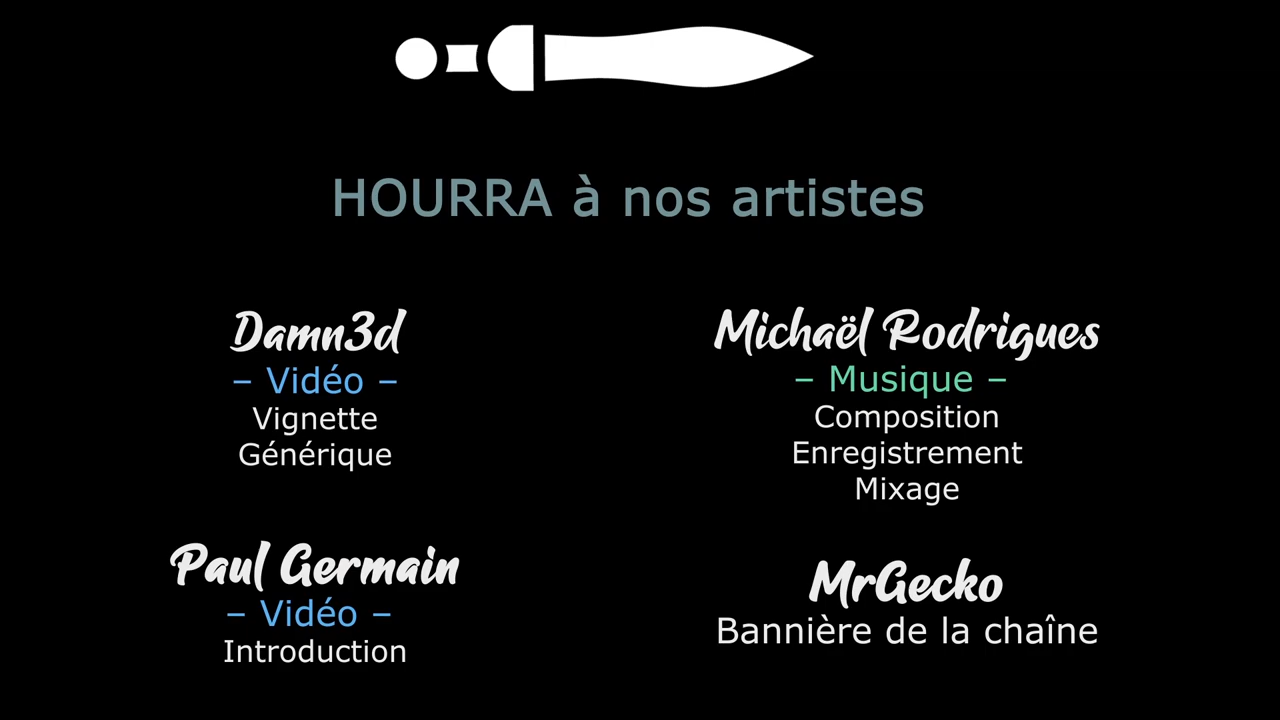 HOURRA à nos artistes
Damn3d
– Vidéo –
Vignette
Générique
Michaël Rodrigues
– Musique –
Composition
Enregistrement
Mixage
Paul Germain
– Vidéo –
Introduction
MrGecko
Bannière de la chaîne